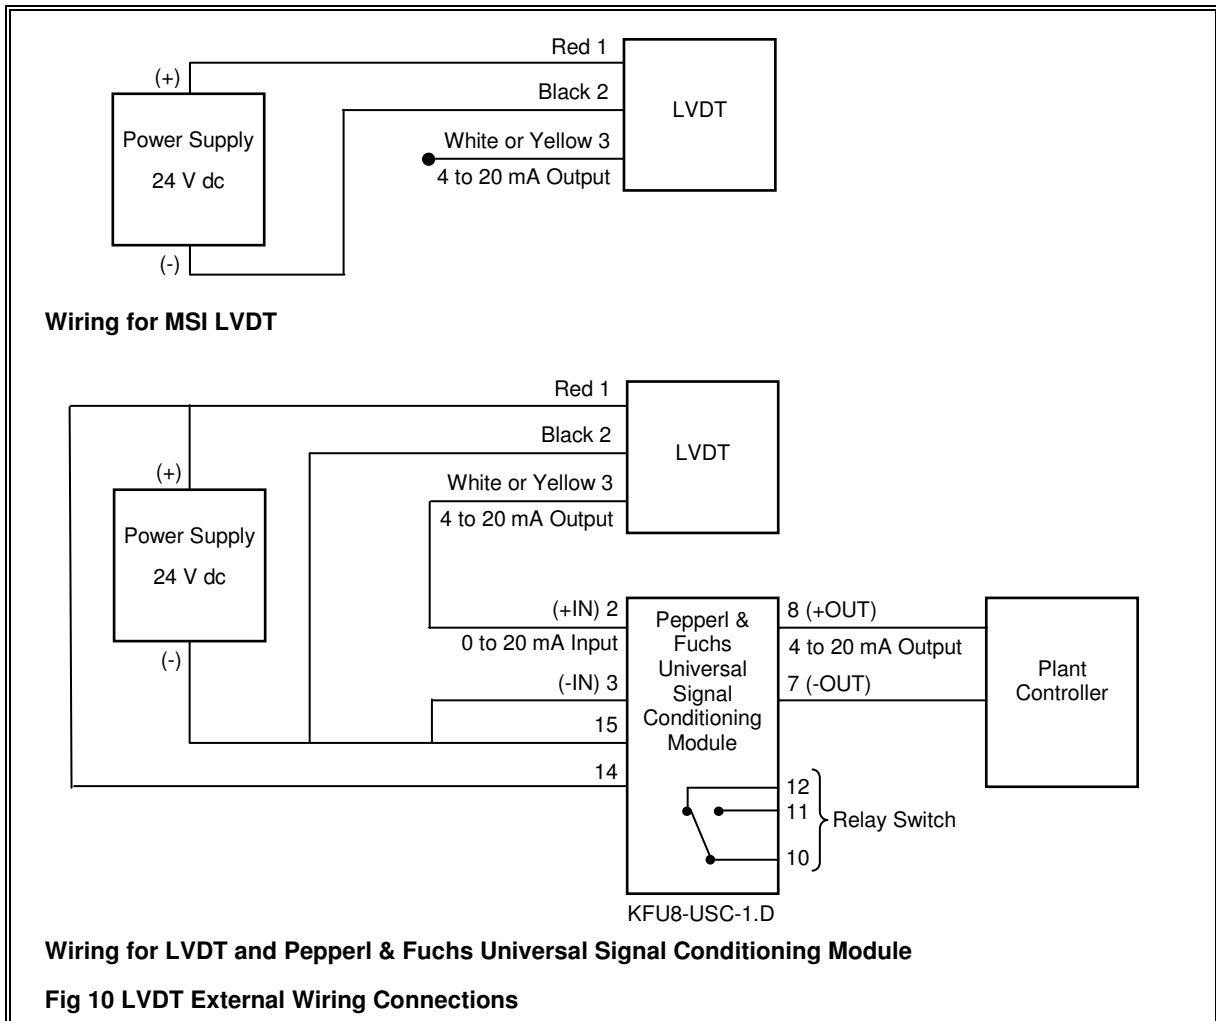 Red 1
(+)
Black 2
LVDT
Power Supply
White or Yellow 3
24 V dc
4 to 20 mA Output
(-)
Wiring for MSI LVDT
Red 1
Black 2
LVDT
(+)
White or Yellow 3
4 to 20 mA Output
Power Supply
24 V dc
(+IN) 2
0 to 20 mA Input
(-)
(-IN) 3
15
14
Pepperl &
Fuchs
Universal
Signal
Conditioning
Module
8 (+OUT)
4 to 20 mA Output
7 (-OUT)
Plant
Controller
12
11
Relay Switch
10
KFU8-USC-1.D
Wiring for LVDT and Pepperl & Fuchs Universal Signal Conditioning Module
Fig 10 LVDT External Wiring Connections